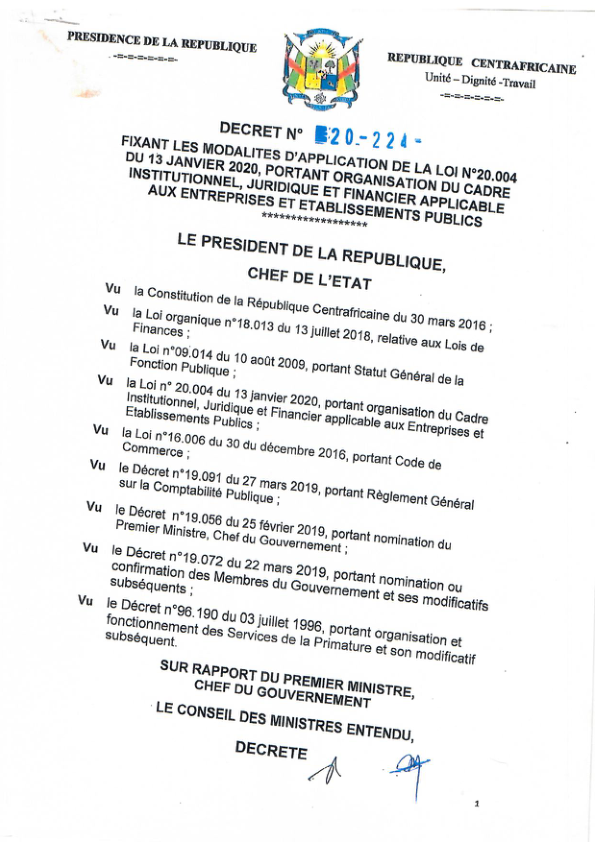 PRESIDENCE DE LA REPUBLIQUE
-=-=-=-=-=-=-
REPUBLIQUE CENTRAFRICAINE
Unité – Dignité -Travail
-=-=-=-=-=-=-
DECRET N° 20-224-
FIXANT LES MODALITES D'APPLICATION DE LA LOI N°20.004
DU 13 JANVIER 2020, PORTANT ORGANISATION DU CADRE
INSTITUTIONNEL, JURIDIQUE ET FINANCIER APPLICABLE
AUX ENTREPRISES ET ETABLISSEMENTS PUBLICS
******************
LE PRESIDENT DE LA REPUBLIQUE,
CHEF DE L'ETAT
Vu la Constitution de la République Centrafricaine du 30 mars 2016 ;
Vu la Loi organique n°18.013 du 13 juillet 2018, relative aux Lois de
Finances ;
Vu la Loi n°09.014 du 10 août 2009, portant Statut Général de la
Fonction Publique ;
Vu la Loi n° 20.004 du 13 janvier 2020, portant organisation du Cadre
Institutionnel, Juridique et Financier applicable aux Entreprises et
Etablissements Publics ;
Vu la Loi n°16.006 du 30 du décembre 2016, portant Code de
Commerce ;
Vu le Décret n°19.091 du 27 mars 2019, portant Règlement Général
sur la Comptabilité Publique ;
Vu le Décret n°19.056 du 25 février 2019, portant nomination du
Premier Ministre, Chef du Gouvernement ;
Vu le Décret n°19.072 du 22 mars 2019, portant nomination ou
confirmation des Membres du Gouvernement et ses modificatifs
subséquents ;
Vu le Décret n°96.190 du 03 juillet 1996, portant organisation et
fonctionnement des Services de la Primature et son modificatif
subséquent.
SUR RAPPORT DU PREMIER MINISTRE,
CHEF DU GOUVERNEMENT
LE CONSEIL DES MINISTRES ENTENDU,
DECRETE
1